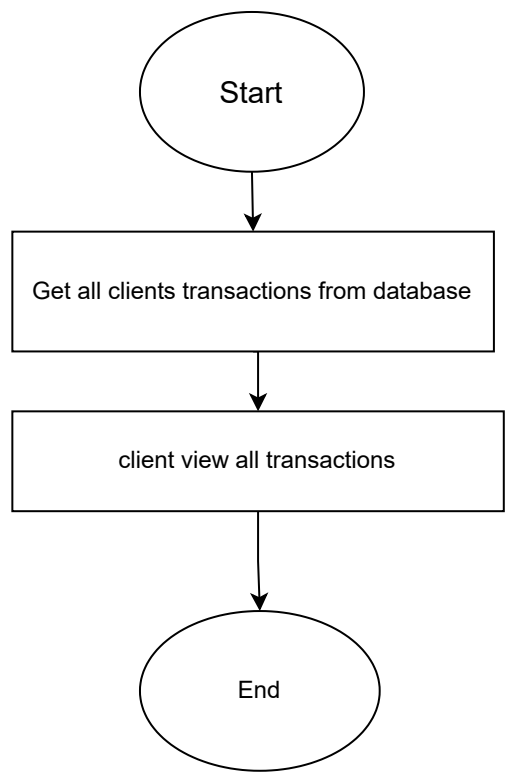 Start
Get all clients transactions from database
client view all transactions
End